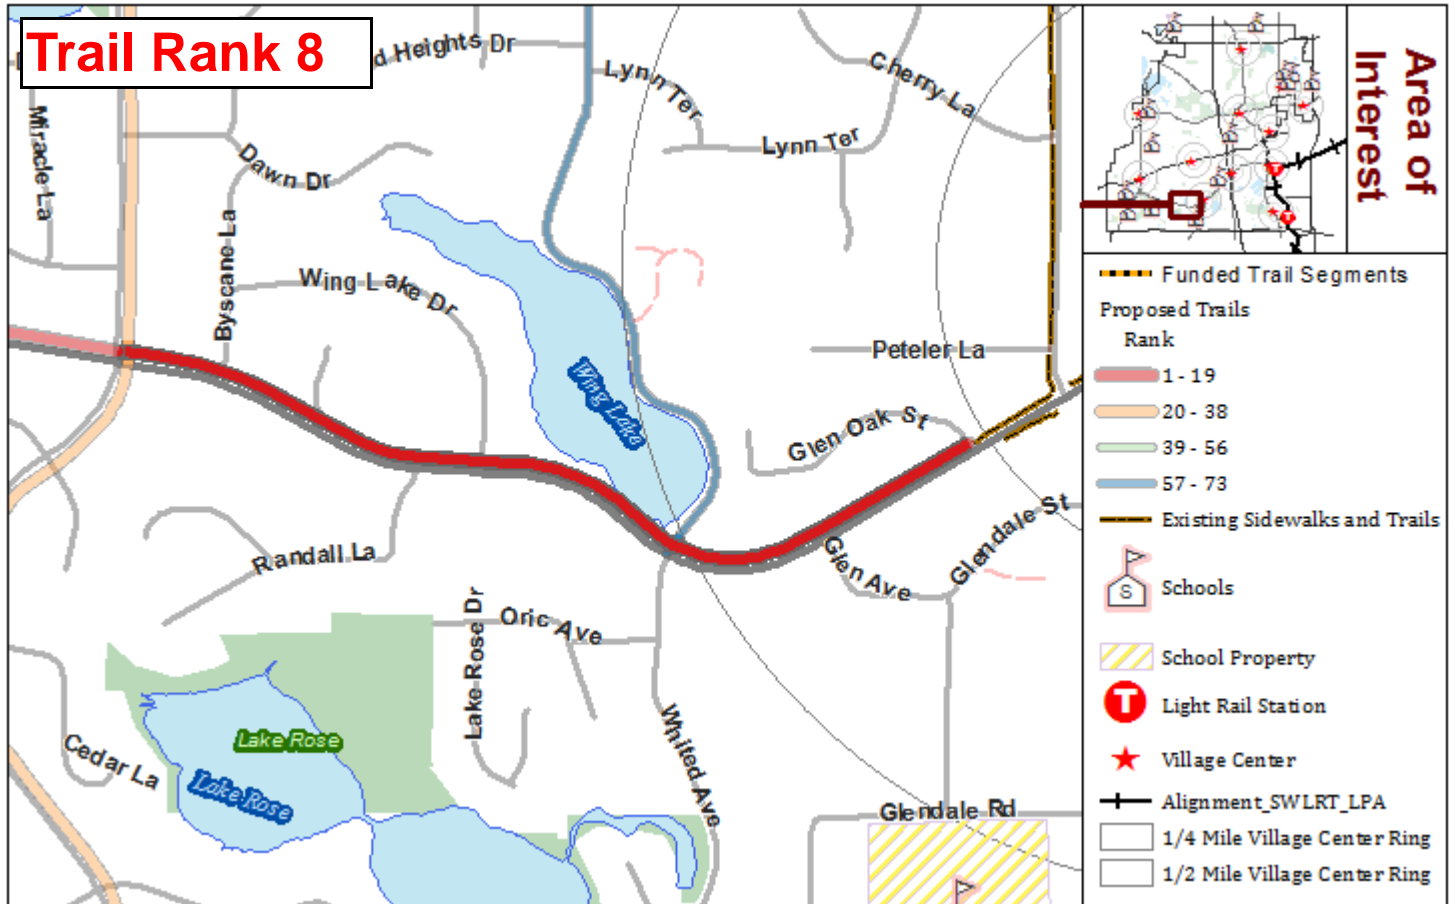 Trail Rank 8
d Heights Dr
Lynn Ter
Cherry La
Lynn Ter
Miracle La
Dawn Dr
Byscane La
Wing Lake Dr
Wing Lake
Peteler La
Glen Oak St
Randall La
Glen Ave
Glendale St
Lake Rose Dr
Oric Ave
Whited Ave
Lake Rose
Lake Rose
Cedar La
Glendale Rd
Area of
Interest
T
T
Funded Trail Segments
Proposed Trails
Rank
1 - 19
20 - 38
39 - 56
57 - 73
Existing Sidewalks and Trails
S
Schools
School Property
T
Light Rail Station
Village Center
Alignment_SWLRT_LPA
1/4 Mile Village Center Ring
1/2 Mile Village Center Ring